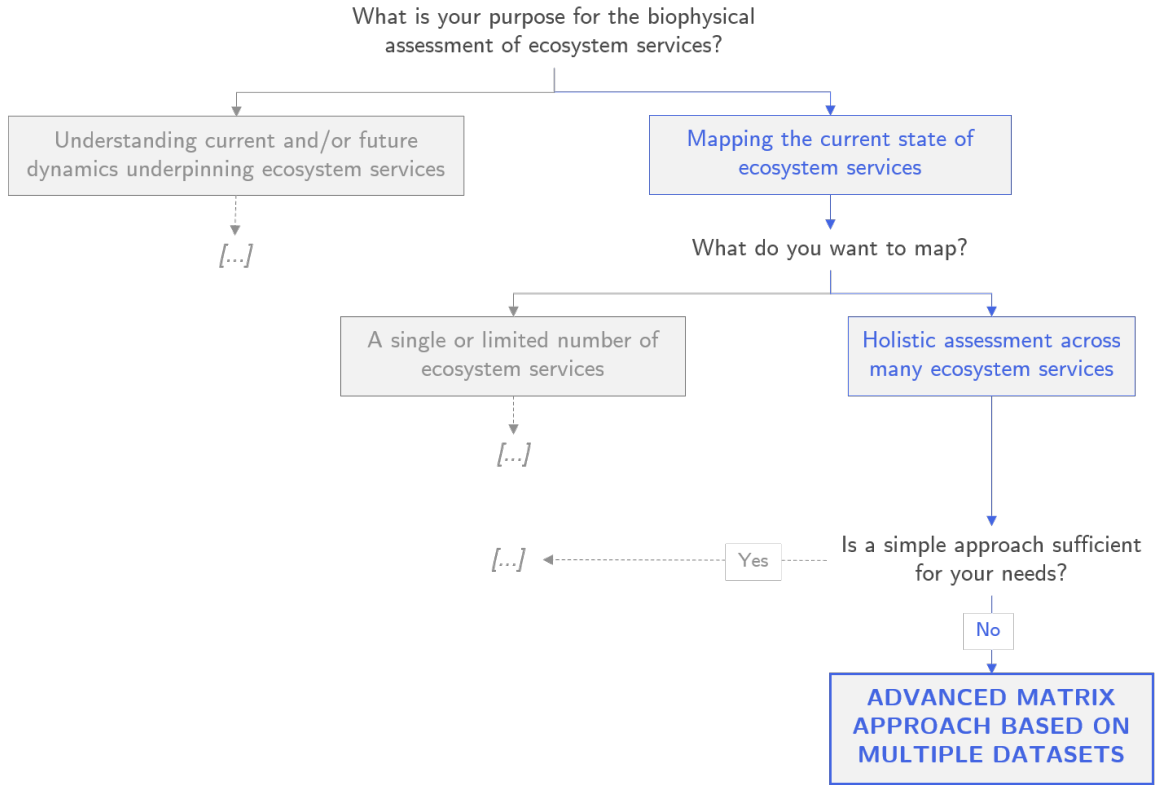 What is your purpose for the biophysical
assessment of ecosystem services?
Understanding current and/or future
dynamics underpinning ecosystem services
[...]
Mapping the current state of
ecosystem services
What do you want to map?
A single or limited number of
ecosystem services
[...]
Holistic assessment across
many ecosystem services
Is a simple approach sufficient
for your needs?
Yes
[...]
No
ADVANCED MATRIX
APPROACH BASED ON
MULTIPLE DATASETS